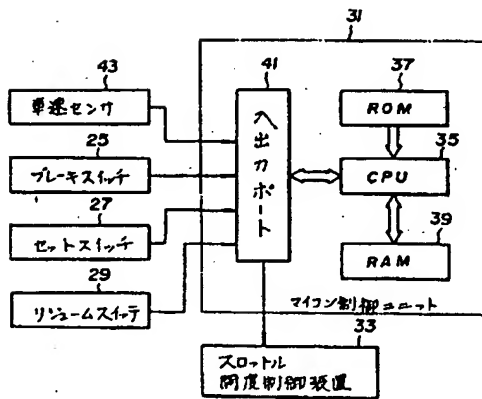 31
43
41
37
車速センサ
ROM
25
35
ブレーキスイッチ
入出力ポート
CPU
27
セットスイッチ
39
29
RAM
リジュームスイッチ
マイコン制御ユニット
33
スロットル
開度制御装置